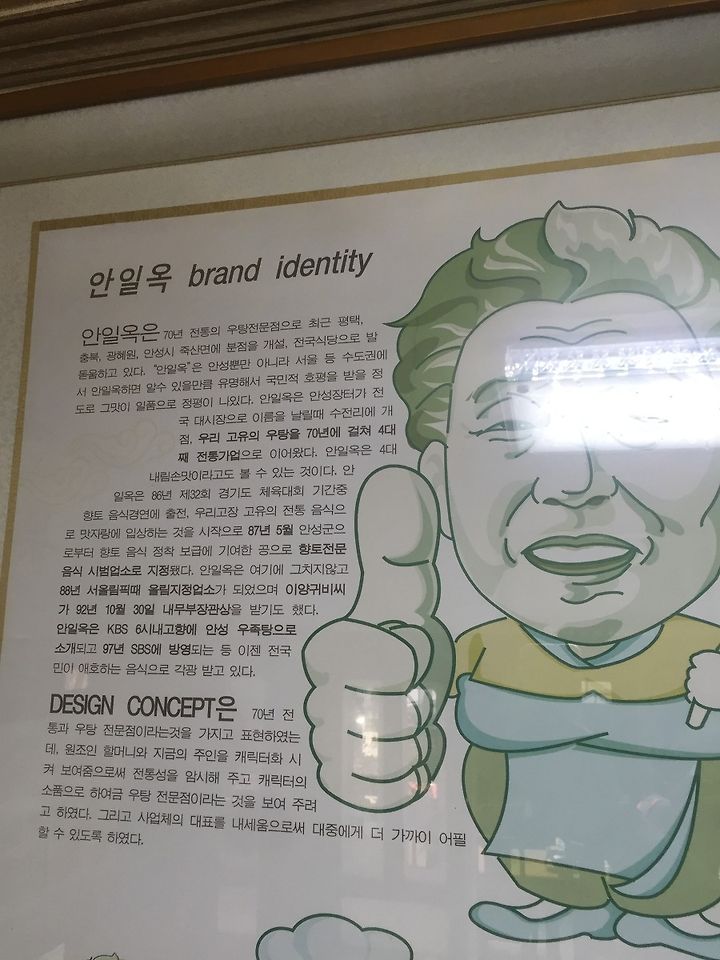 안일옥 brand identity
안일옥은 70년 전통의 우탕전문점으로 최근 평택,
충북, 광혜원, 안성시 죽산면에 분점을 개설, 전국식당으로 발
돋움하고 있다. "안일옥"은 안성뿐만 아니라 서울 등 수도권에
서 안일옥하면 알수 있을만큼 유명해서 국민적 호평을 받을 정
도로 그맛이 일품으로 정평이 나있다. 안일옥은 안성장터가 전
국 대시장으로 이름을 날릴때 수전리에 개
점, 우리 고유의 우탕을 70년에 걸쳐 4대
째 전통가업으로 이어왔다. 안일옥은 4대
내림손맛이라고도 볼 수 있는 것이다. 안
일옥은 86년 제32회 경기도 체육대회 기간중
향토 음식경연에 출전, 우리고장 고유의 전통 음식으
로 맛자랑에 입상하는 것을 시작으로 87년 5월 안성군으
로부터 향토 음식 정착 보급에 기여한 공으로 향토전문
음식 시범업소로 지정됐다. 안일옥은 여기에 그치지않고
88년 서울림픽때 올림지정업소가 되었으며 이양귀비씨
가 92년 10월 30일 내무부장관상을 받기도 했다.
안일옥은 KBS 6시내고향에 안성 우족탕으로
소개되고 97년 SBS에 방영되는 등 이젠 전국
민이 애호하는 음식으로 각광 받고 있다.
DESIGN CONCEPT은 70년 전
통과 우탕 전문점이라는것을 가지고 표현하였는
데, 원조인 할머니와 지금의 주인을 캐릭터화 시
켜 보여줌으로써 전통성을 암시해 주고 캐릭터의
소품으로 하여금 우탕 전문점이라는 것을 보여 주려
고 하였다. 그리고 사업체의 대표를 내세움으로써 대중에게 더 가까이 어필
할 수 있도록 하였다.